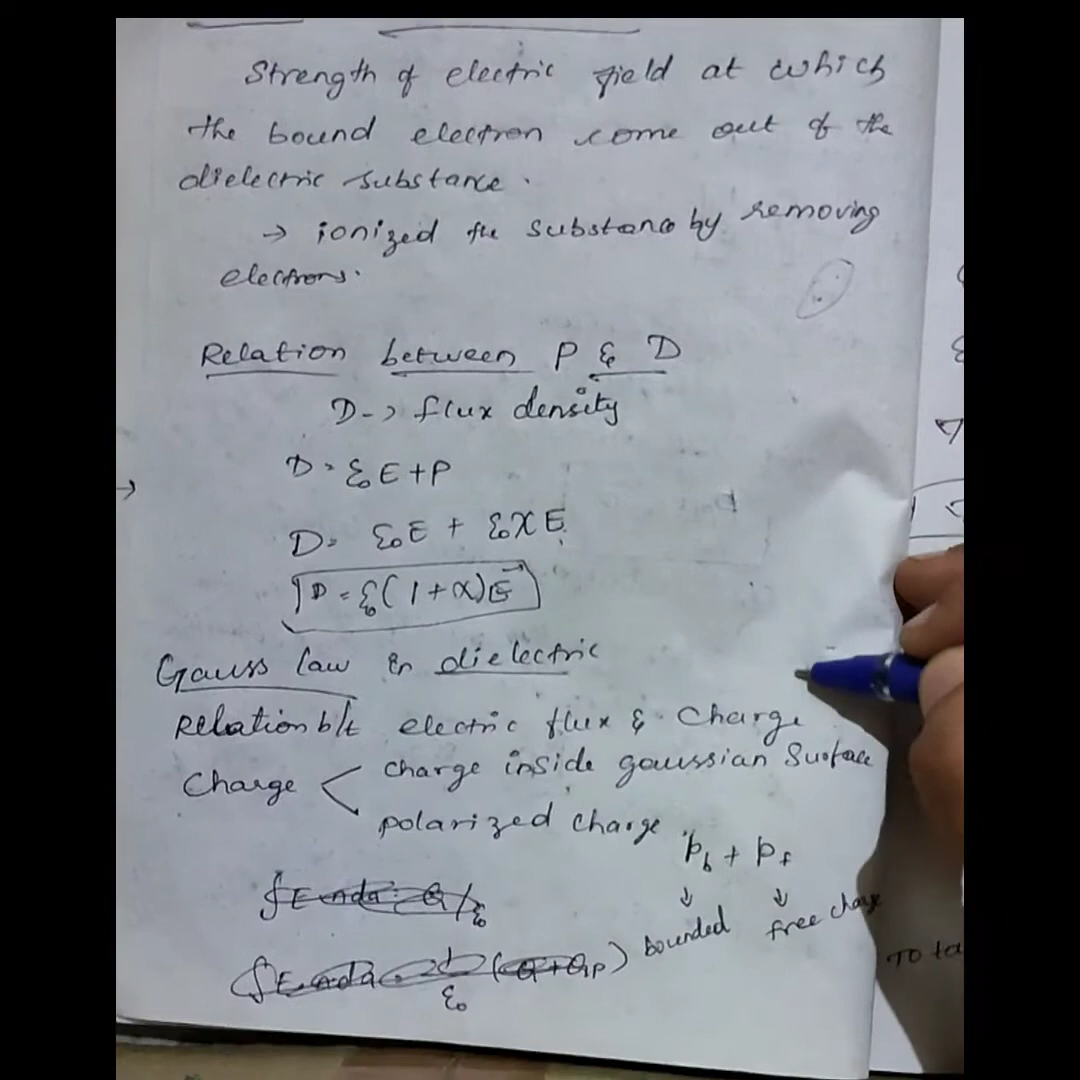 Strength of electric field at which
the bound electron come out of the
dielectric substance.
→ ionized the substance by removing
electrons.
Relation between P & D
D -> flux density
D = ε₀E + P
D = ε₀E + ε₀χE
D = ε₀(1+χ)E⃗
Gauss law in dielectric
Relation b/t electric flux & charge
Charge < charge inside gaussian Surface
polarized charge
ρb + ρf
↓ ↓
bounded free charge